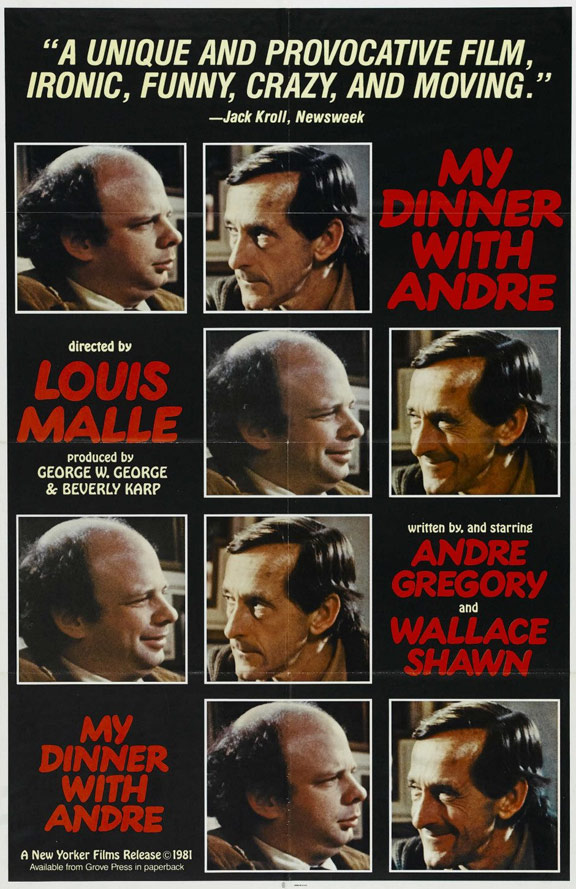 “A UNIQUE AND PROVOCATIVE FILM,
IRONIC, FUNNY, CRAZY, AND MOVING.”
—Jack Kroll, Newsweek
MY
DINNER
WITH
ANDRE
directed by
LOUIS
MALLE
produced by
GEORGE W. GEORGE
& BEVERLY KARP
written by, and starring
ANDRE
GREGORY
and
WALLACE
SHAWN
MY
DINNER
WITH
ANDRE
A New Yorker Films Release ©1981
Available from Grove Press in paperback